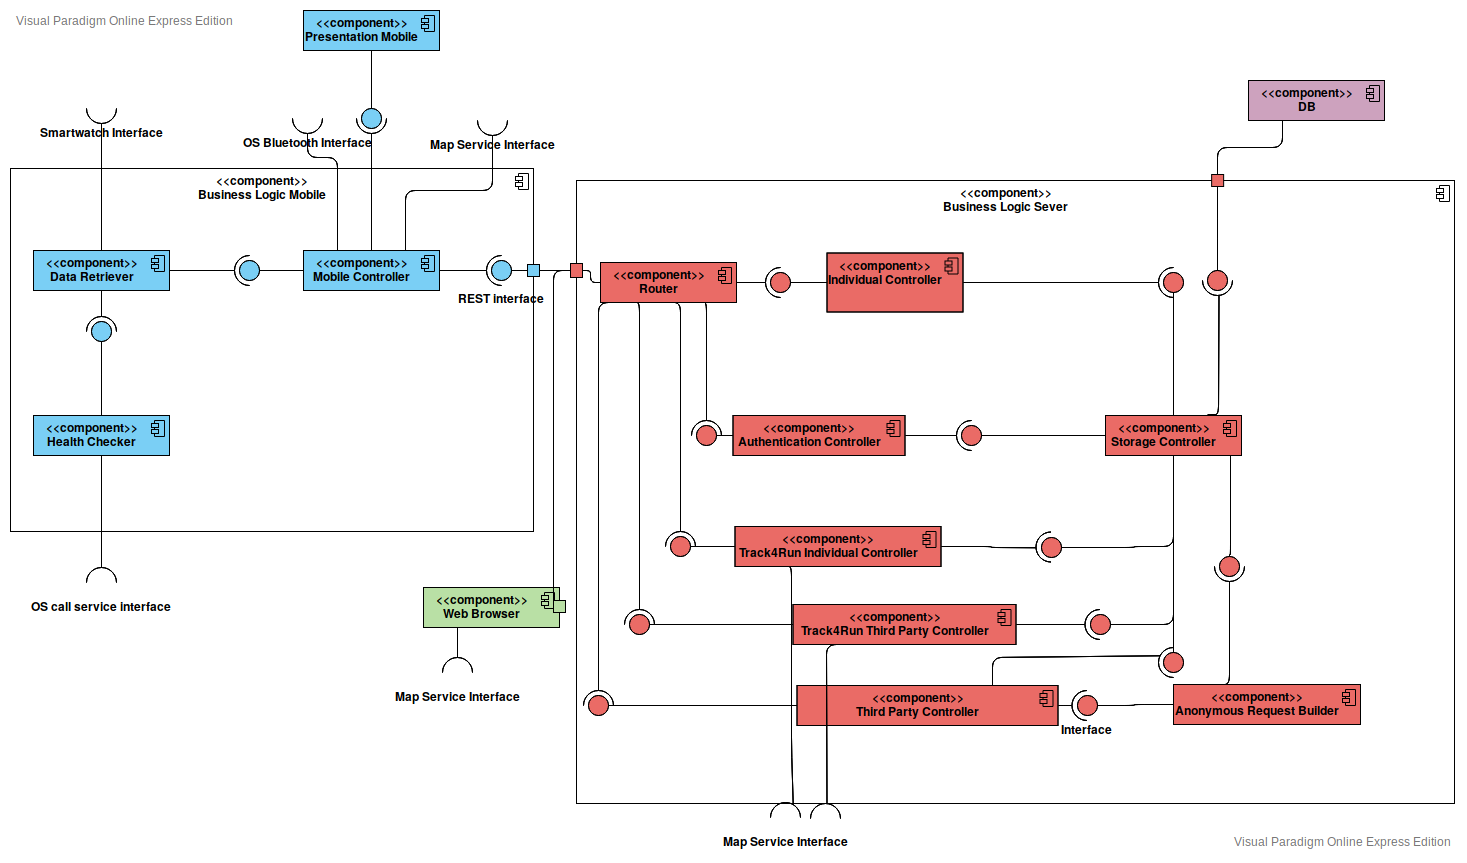 Visual Paradigm Online Express Edition
<<component>>
Presentation Mobile
<<component>>
DB
Smartwatch Interface
OS Bluetooth Interface
Map Service Interface
<<component>>
Business Logic Mobile
<<component>>
Business Logic Sever
<<component>>
Data Retriever
<<component>>
Mobile Controller
REST interface
<<component>>
Router
<<component>>
Individual Controller
<<component>>
Health Checker
<<component>>
Authentication Controller
<<component>>
Storage Controller
<<component>>
Track4Run Individual Controller
OS call service interface
<<component>>
Web Browser
<<component>>
Track4Run Third Party Controller
Map Service Interface
<<component>>
Third Party Controller
Interface
<<component>>
Anonymous Request Builder
Map Service Interface
Visual Paradigm Online Express Edition